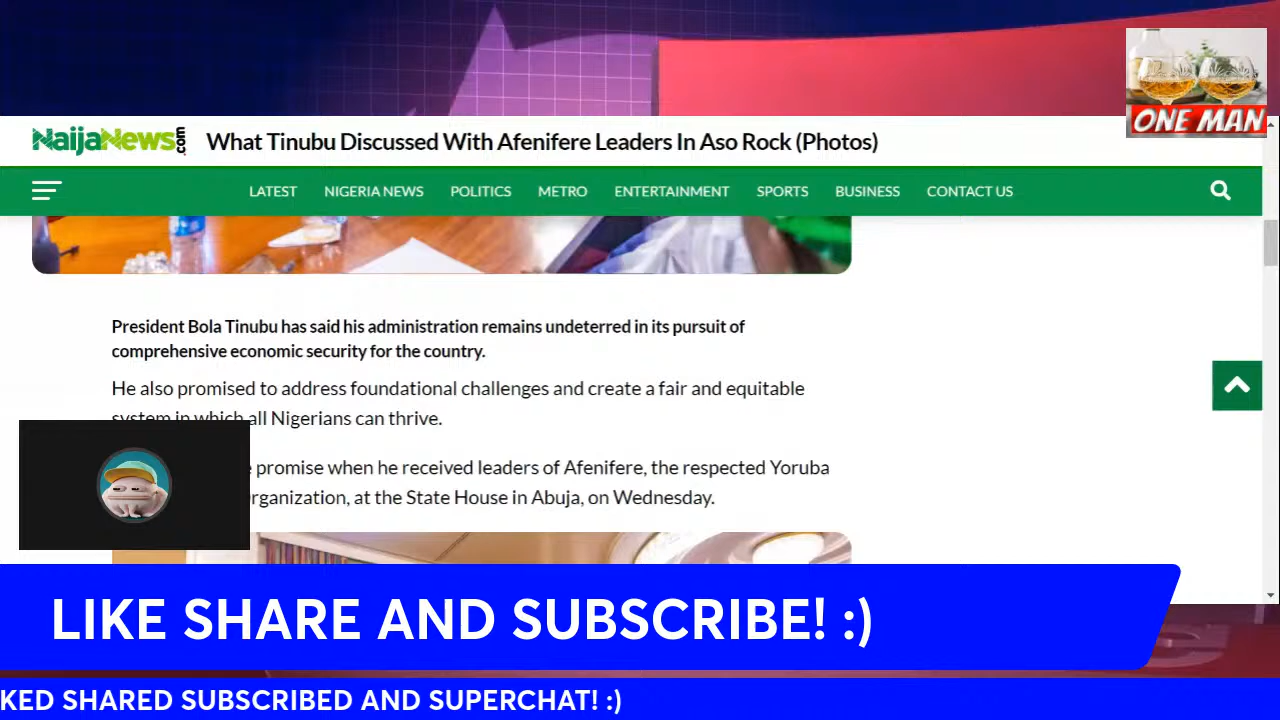 ONE MAN
NaijaNews.com
What Tinubu Discussed With Afenifere Leaders In Aso Rock (Photos)
LATEST NIGERIA NEWS POLITICS METRO ENTERTAINMENT SPORTS BUSINESS CONTACT US
President Bola Tinubu has said his administration remains undeterred in its pursuit of
comprehensive economic security for the country.
He also promised to address foundational challenges and create a fair and equitable
system in which all Nigerians can thrive.
promise when he received leaders of Afenifere, the respected Yoruba
rganization, at the State House in Abuja, on Wednesday.
LIKE SHARE AND SUBSCRIBE! :)
KED SHARED SUBSCRIBED AND SUPERCHAT! :)